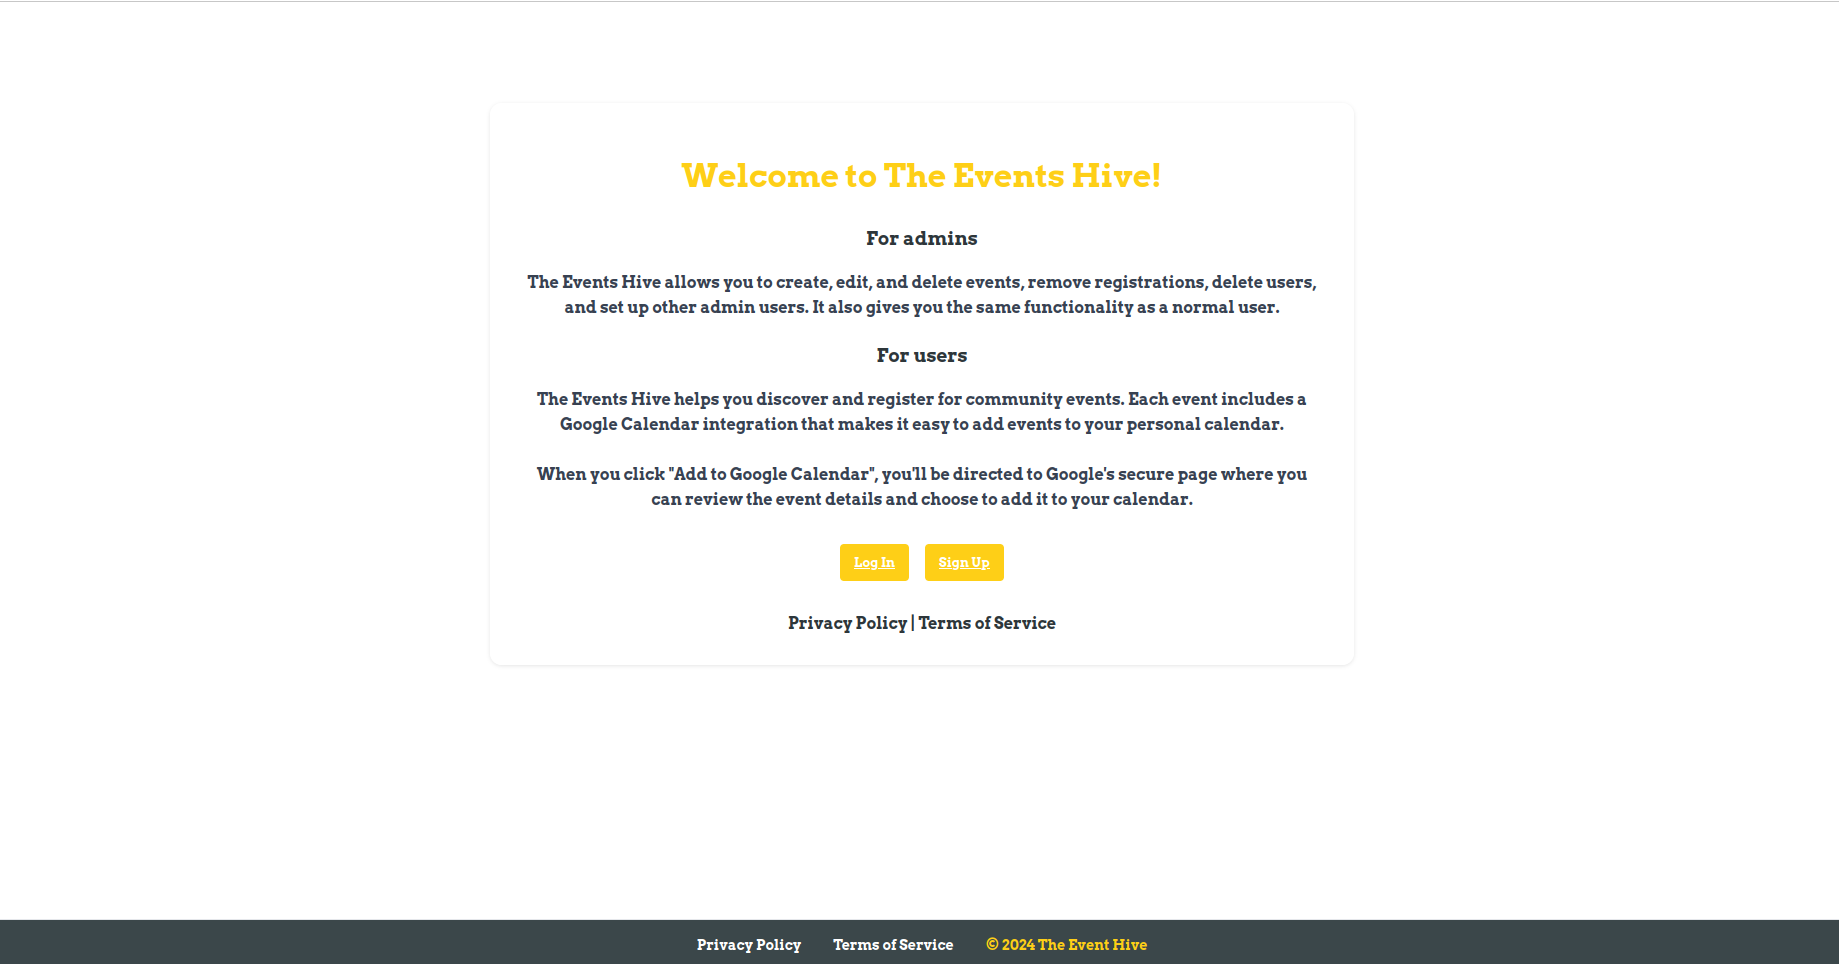 Welcome to The Events Hive!
For admins
The Events Hive allows you to create, edit, and delete events, remove registrations, delete users,
and set up other admin users. It also gives you the same functionality as a normal user.
For users
The Events Hive helps you discover and register for community events. Each event includes a
Google Calendar integration that makes it easy to add events to your personal calendar.
When you click "Add to Google Calendar", you'll be directed to Google's secure page where you
can review the event details and choose to add it to your calendar.
Log In Sign Up
Privacy Policy | Terms of Service
Privacy Policy Terms of Service © 2024 The Event Hive